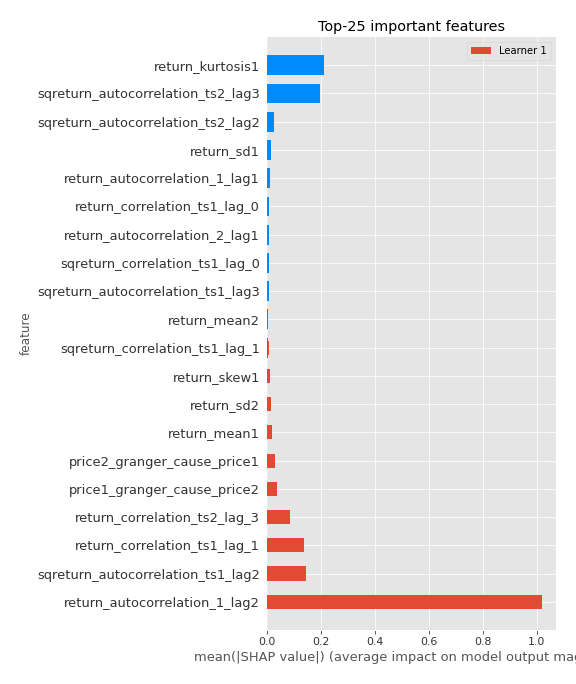 Top-25 important features
Learner 1
return_kurtosis1
sqreturn_autocorrelation_ts2_lag3
sqreturn_autocorrelation_ts2_lag2
return_sd1
return_autocorrelation_1_lag1
return_correlation_ts1_lag_0
return_autocorrelation_2_lag1
sqreturn_correlation_ts1_lag_0
sqreturn_autocorrelation_ts1_lag3
return_mean2
sqreturn_correlation_ts1_lag_1
return_skew1
return_sd2
return_mean1
price2_granger_cause_price1
price1_granger_cause_price2
return_correlation_ts2_lag_3
return_correlation_ts1_lag_1
sqreturn_autocorrelation_ts1_lag2
return_autocorrelation_1_lag2
feature
0.0 0.2 0.4 0.6 0.8 1.0
mean(|SHAP value|) (average impact on model output mag